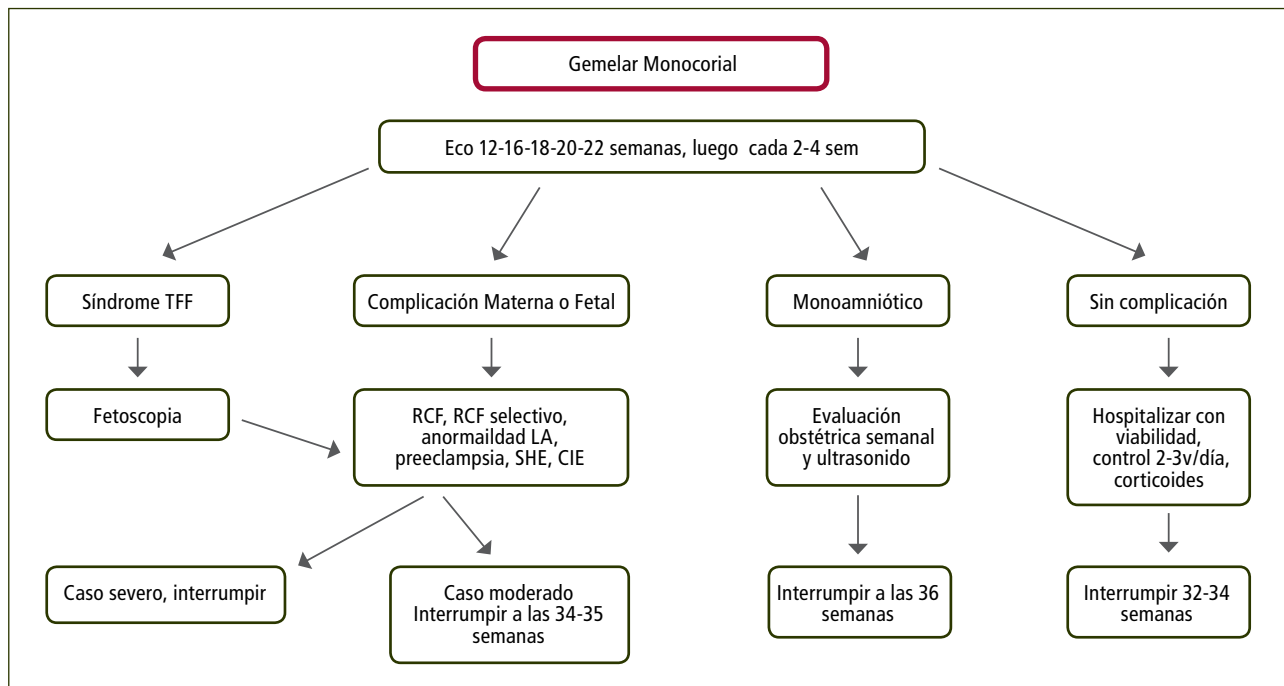 Gemelar Monocorial
Eco 12-16-18-20-22 semanas, luego cada 2-4 sem
Síndrome TFF
Complicación Materna o Fetal
Monoamniótico
Sin complicación
Fetoscopia
RCF, RCF selectivo,
anormaildad LA,
preeclampsia, SHE, CIE
Evaluación
obstétrica semanal
y ultrasonido
Hospitalizar con
viabilidad,
control 2-3v/día,
corticoides
Caso severo, interrumpir
Caso moderado
Interrumpir a las 34-35
semanas
Interrumpir a las 36
semanas
Interrumpir 32-34
semanas